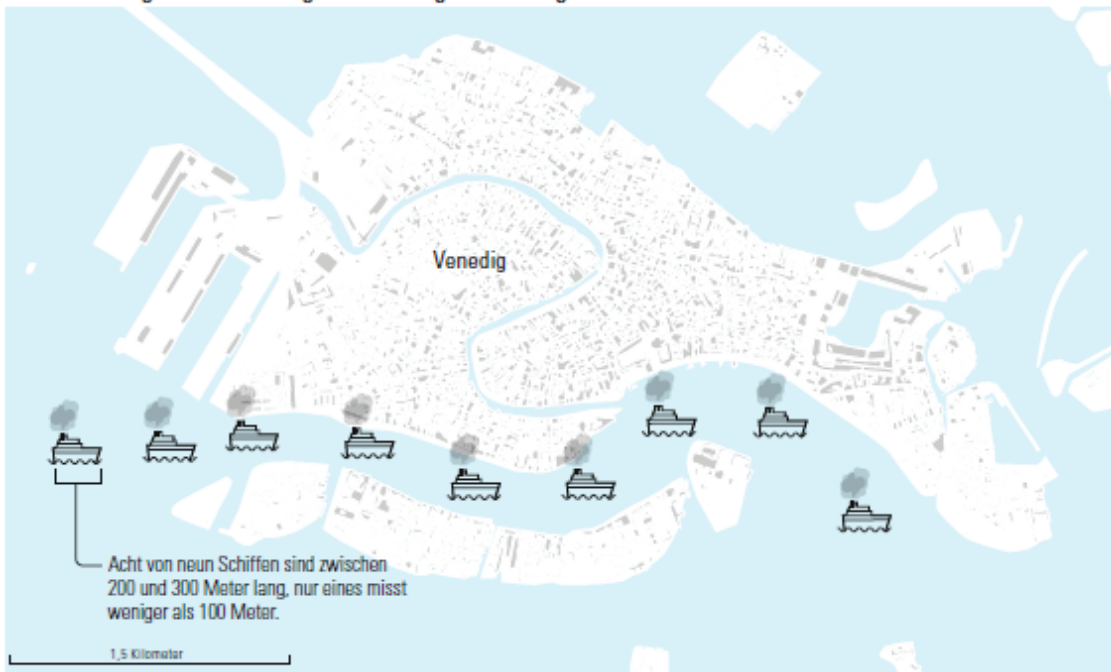 Venedig
Acht von neun Schiffen sind zwischen
200 und 300 Meter lang, nur eines misst
weniger als 100 Meter.
1,5 Kilometer